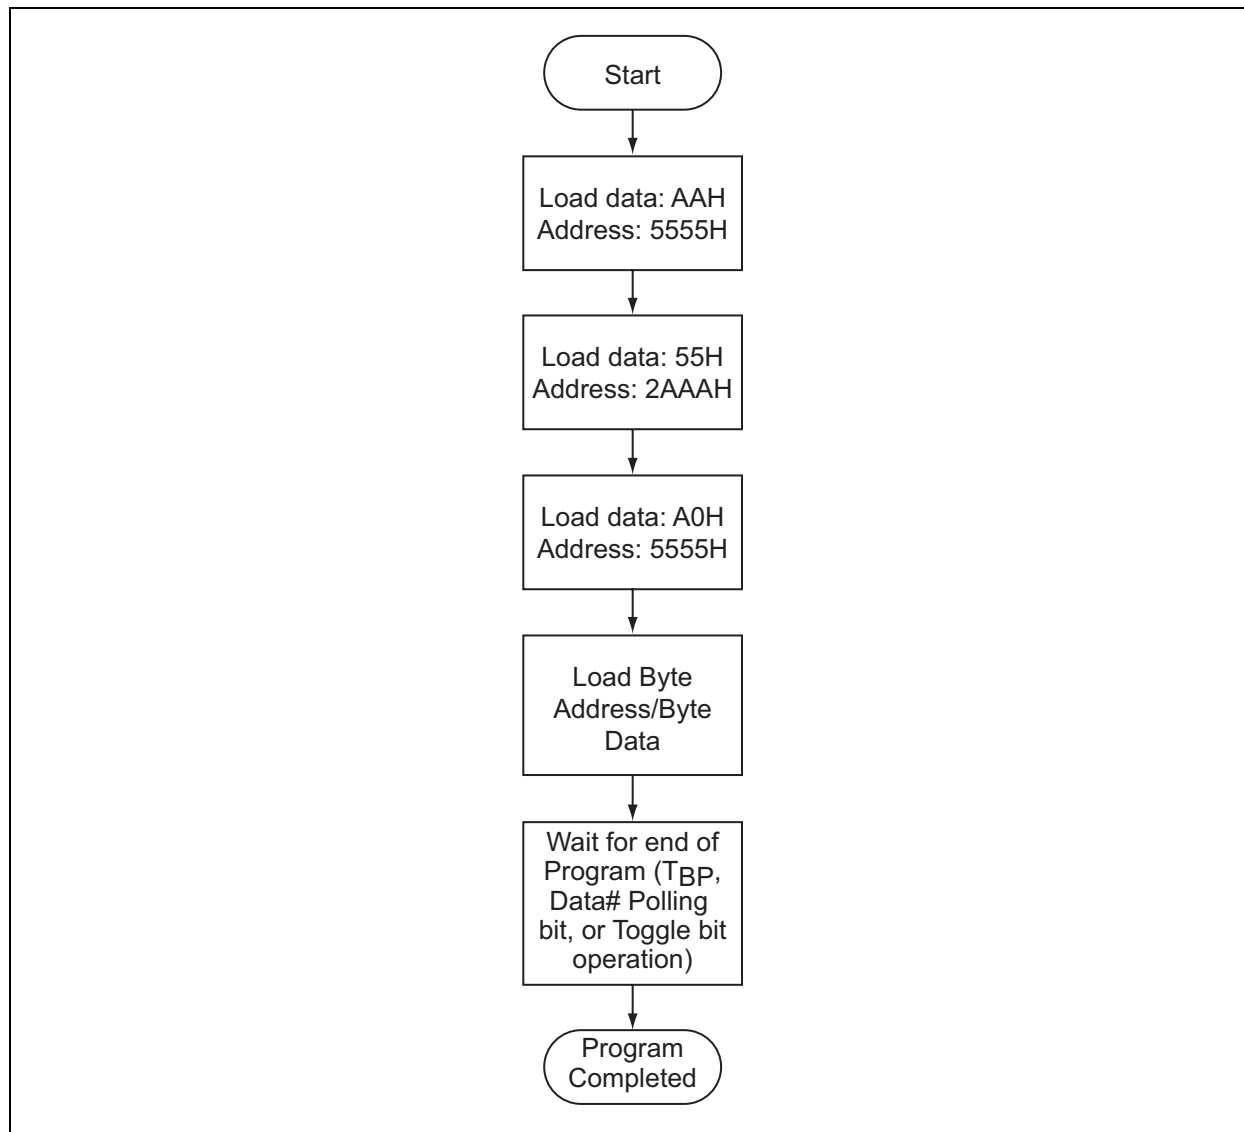 Start
Load data: AAH
Address: 5555H
Load data: 55H
Address: 2AAAH
Load data: A0H
Address: 5555H
Load Byte
Address/Byte
Data
Wait for end of
Program (TBP,
Data# Polling
bit, or Toggle bit
operation)
Program
Completed